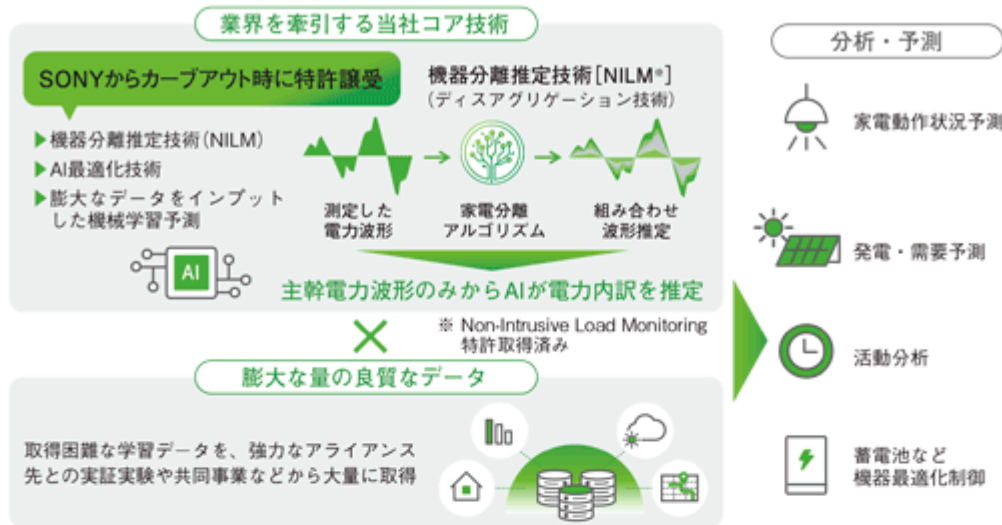 業界を牽引する当社コア技術
SONYからカーブアウト時に特許譲受
▶機器分離推定技術(NILM)
▶AI最適化技術
▶膨大なデータをインプット
した機械学習予測
AI
機器分離推定技術[NILM※]
(ディスアグリゲーション技術)
測定した
電力波形
家電分離
アルゴリズム
組み合わせ
波形推定
主幹電力波形のみからAIが電力内訳を推定
※ Non-Intrusive Load Monitoring
特許取得済み
膨大な量の良質なデータ
取得困難な学習データを、強力なアライアンス
先との実証実験や共同事業などから大量に取得
分析・予測
家電動作状況予測
発電・需要予測
活動分析
蓄電池など
機器最適化制御